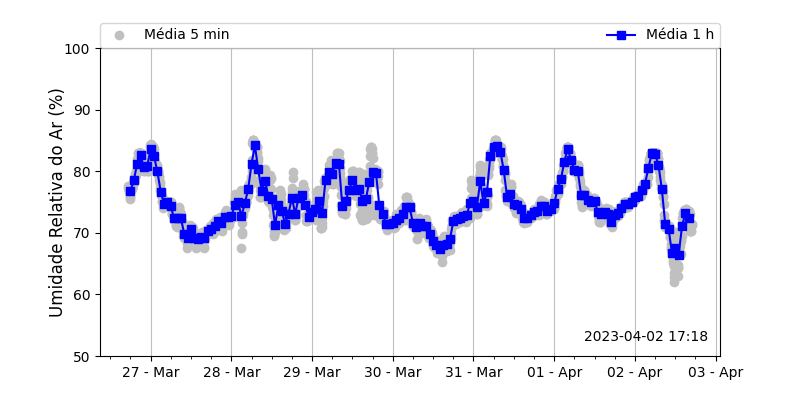 Média 5 min
Média 1 h
Umidade Relativa do Ar (%)
100
90
80
70
60
50
2023-04-02 17:18
27 - Mar
28 - Mar
29 - Mar
30 - Mar
31 - Mar
01 - Apr
02 - Apr
03 - Apr